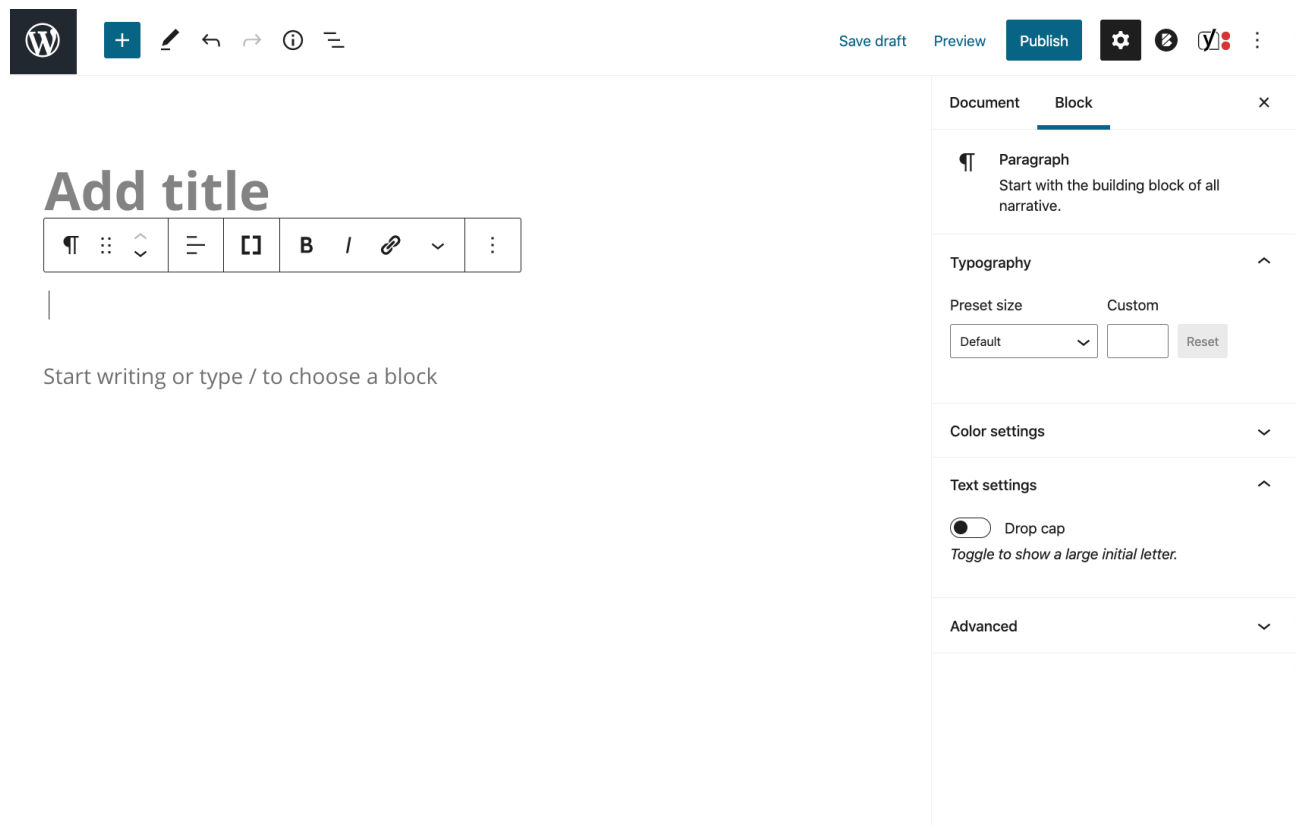 Save draft Preview Publish
Document Block
Paragraph
Start with the building block of all
narrative.
Add title
B I
Typography
Preset size Custom
Default Reset
Start writing or type / to choose a block
Color settings
Text settings
Drop cap
Toggle to show a large initial letter.
Advanced